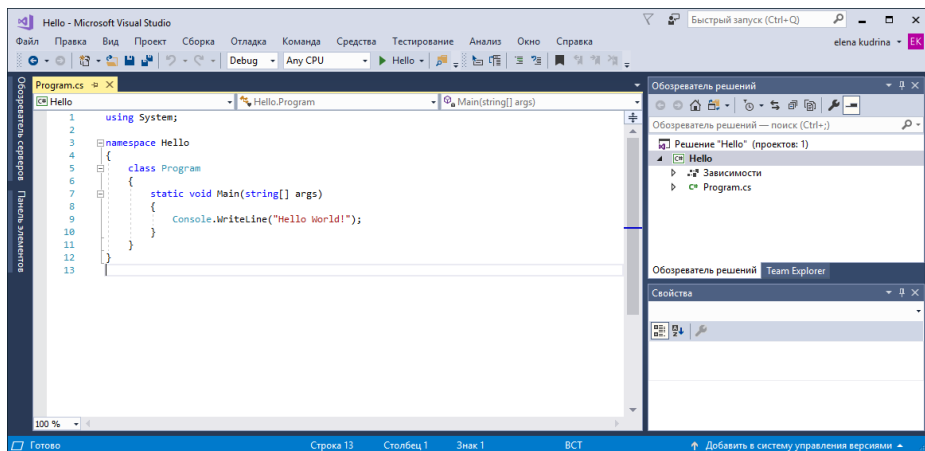 Hello - Microsoft Visual Studio
Быстрый запуск (Ctrl+Q)
Файл Правка Вид Проект Сборка Отладка Команда Средства Тестирование Анализ Окно Справка
elena kudrina EK
Debug Any CPU Hello
Обозреватель серверов
Панель элементов
Program.cs
C# Hello Hello.Program Main(string[] args)
1 using System;
2
3 namespace Hello
4 {
5 class Program
6 {
7 static void Main(string[] args)
8 {
9 Console.WriteLine("Hello World!");
10 }
11 }
12 }
13
100 %
Обозреватель решений
Обозреватель решений — поиск (Ctrl+;)
Решение "Hello" (проектов: 1)
C# Hello
Зависимости
C# Program.cs
Обозреватель решений Team Explorer
Свойства
Готово Строка 13 Столбец 1 Знак 1 ВСТ Добавить в систему управления версиями